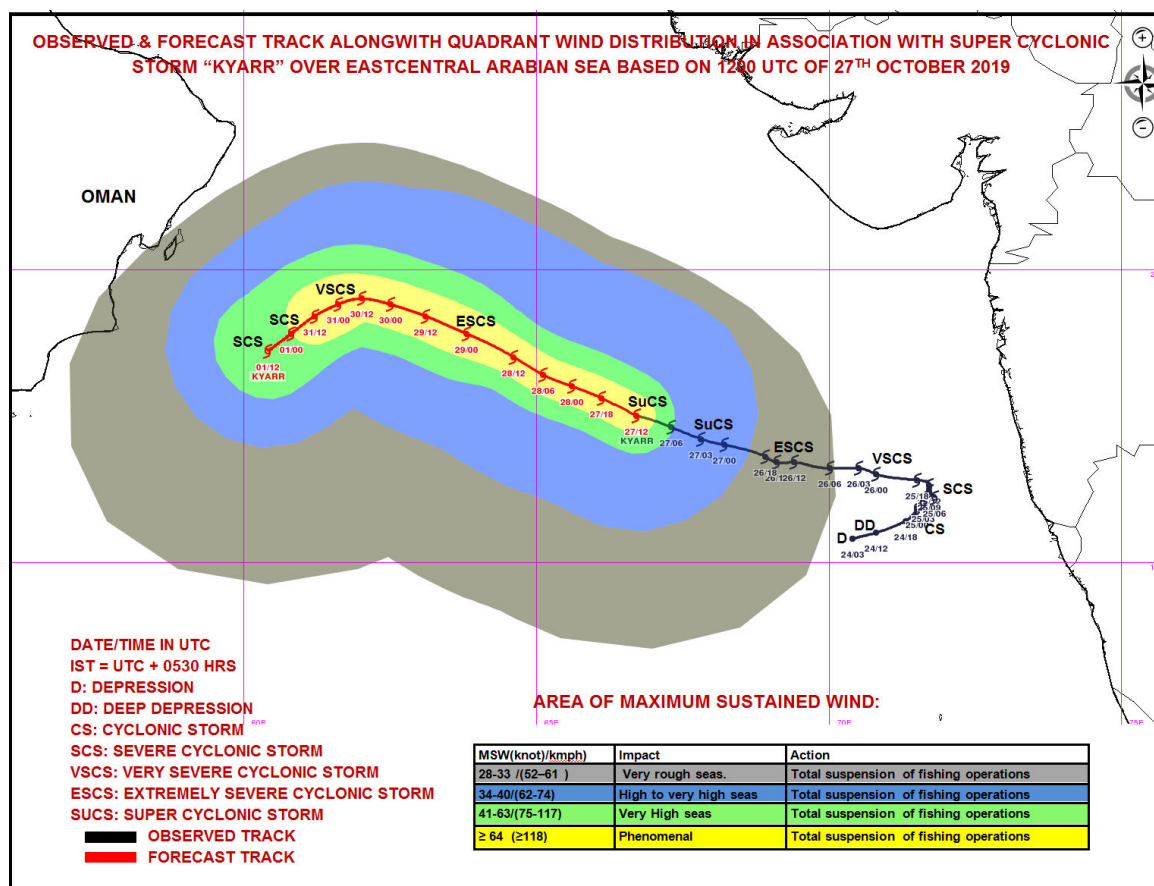 OBSERVED & FORECAST TRACK ALONGWITH QUADRANT WIND DISTRIBUTION IN ASSOCIATION WITH SUPER CYCLONIC
STORM “KYARR” OVER EASTCENTRAL ARABIAN SEA BASED ON 1200 UTC OF 27TH OCTOBER 2019
OMAN
VSCS
SCS
SCS
ESCS
SuCS
SuCS
ESCS
VSCS
SCS
CS
DD
D
01/12
KYARR
01/00
31/12
31/00
30/12
30/00
29/12
29/00
28/12
28/06
28/00
27/18
27/12
KYARR
27/06
27/03
27/00
26/18
26/12
26/06
26/03
26/00
25/18
25/09
25/06
25/03
24/18
24/12
24/03
60E
65E
70E
75E
DATE/TIME IN UTC
IST = UTC + 0530 HRS
D: DEPRESSION
DD: DEEP DEPRESSION
CS: CYCLONIC STORM
SCS: SEVERE CYCLONIC STORM
VSCS: VERY SEVERE CYCLONIC STORM
ESCS: EXTREMELY SEVERE CYCLONIC STORM
SUCS: SUPER CYCLONIC STORM
OBSERVED TRACK
FORECAST TRACK
AREA OF MAXIMUM SUSTAINED WIND:
MSW(knot)/kmph) Impact Action
28-33 /(52–61 ) Very rough seas. Total suspension of fishing operations
34-40/(62-74) High to very high seas Total suspension of fishing operations
41-63/(75-117) Very High seas Total suspension of fishing operations
≥ 64 (≥118) Phenomenal Total suspension of fishing operations